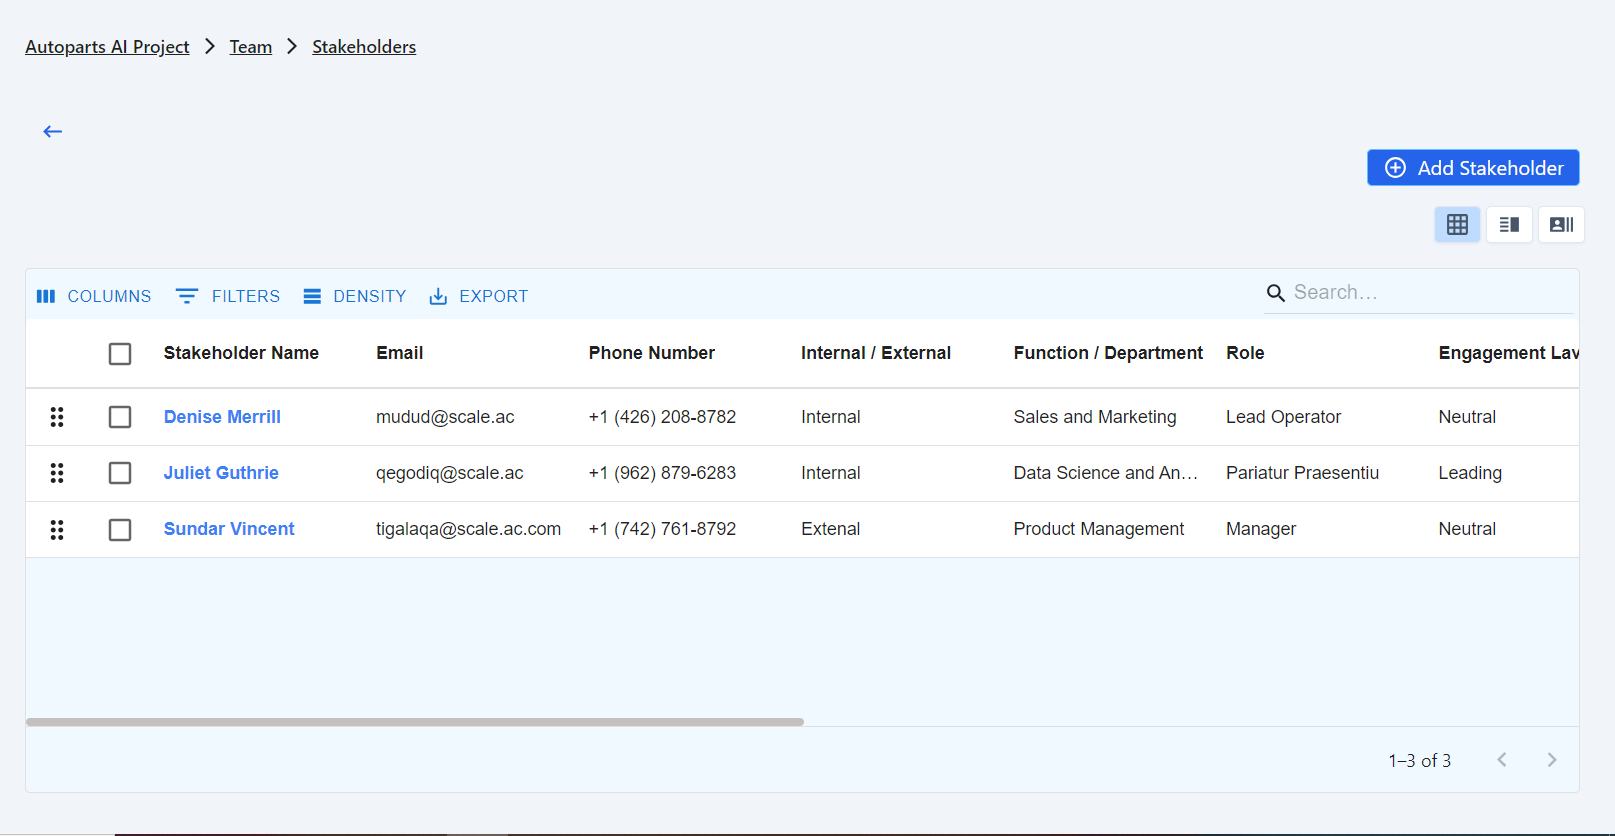 Autoparts AI Project > Team > Stakeholders
Add Stakeholder
COLUMNS FILTERS DENSITY EXPORT Search...
Stakeholder Name Email Phone Number Internal / External Function / Department Role Engagement Lav
Denise Merrill mudud@scale.ac +1 (426) 208-8782 Internal Sales and Marketing Lead Operator Neutral
Juliet Guthrie qegodiq@scale.ac +1 (962) 879-6283 Internal Data Science and An... Pariatur Praesentiu Leading
Sundar Vincent tigalaqa@scale.ac.com +1 (742) 761-8792 Extenal Product Management Manager Neutral
1–3 of 3